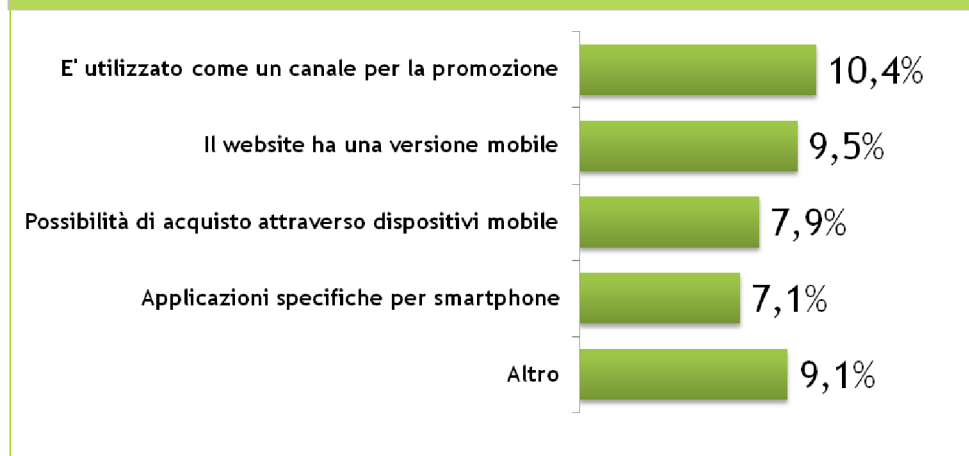 E' utilizzato come un canale per la promozione 10,4%
Il website ha una versione mobile 9,5%
Possibilità di acquisto attraverso dispositivi mobile 7,9%
Applicazioni specifiche per smartphone 7,1%
Altro 9,1%